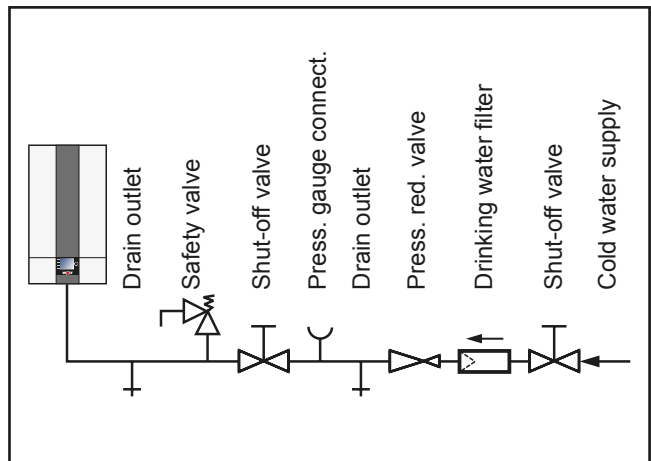 Drain outlet
Safety valve
Shut-off valve
Press. gauge connect.
Drain outlet
Press. red. valve
Drinking water filter
Shut-off valve
Cold water supply